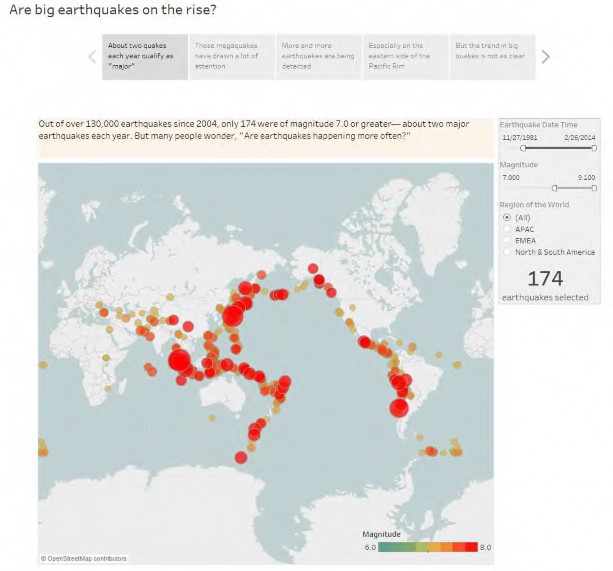 Are big earthquakes on the rise?
About two quakes
each year qualify as
"major"
These megaquakes
have drawn a lot of
attention
More and more
earthquakes are being
detected
Especially on the
eastern side of the
Pacific Rim
But the trend in big
quakes is not as clear
Out of over 130,000 earthquakes since 2004, only 174 were of magnitude 7.0 or greater— about two major
earthquakes each year. But many people wonder, "Are earthquakes happening more often?"
Earthquake Date Time
11/27/1981 2/26/2014
Magnitude
7.000 9.100
Region of the World
(All)
APAC
EMEA
North & South America
174
earthquakes selected
Magnitude
6.0 8.0
© OpenStreetMap contributors